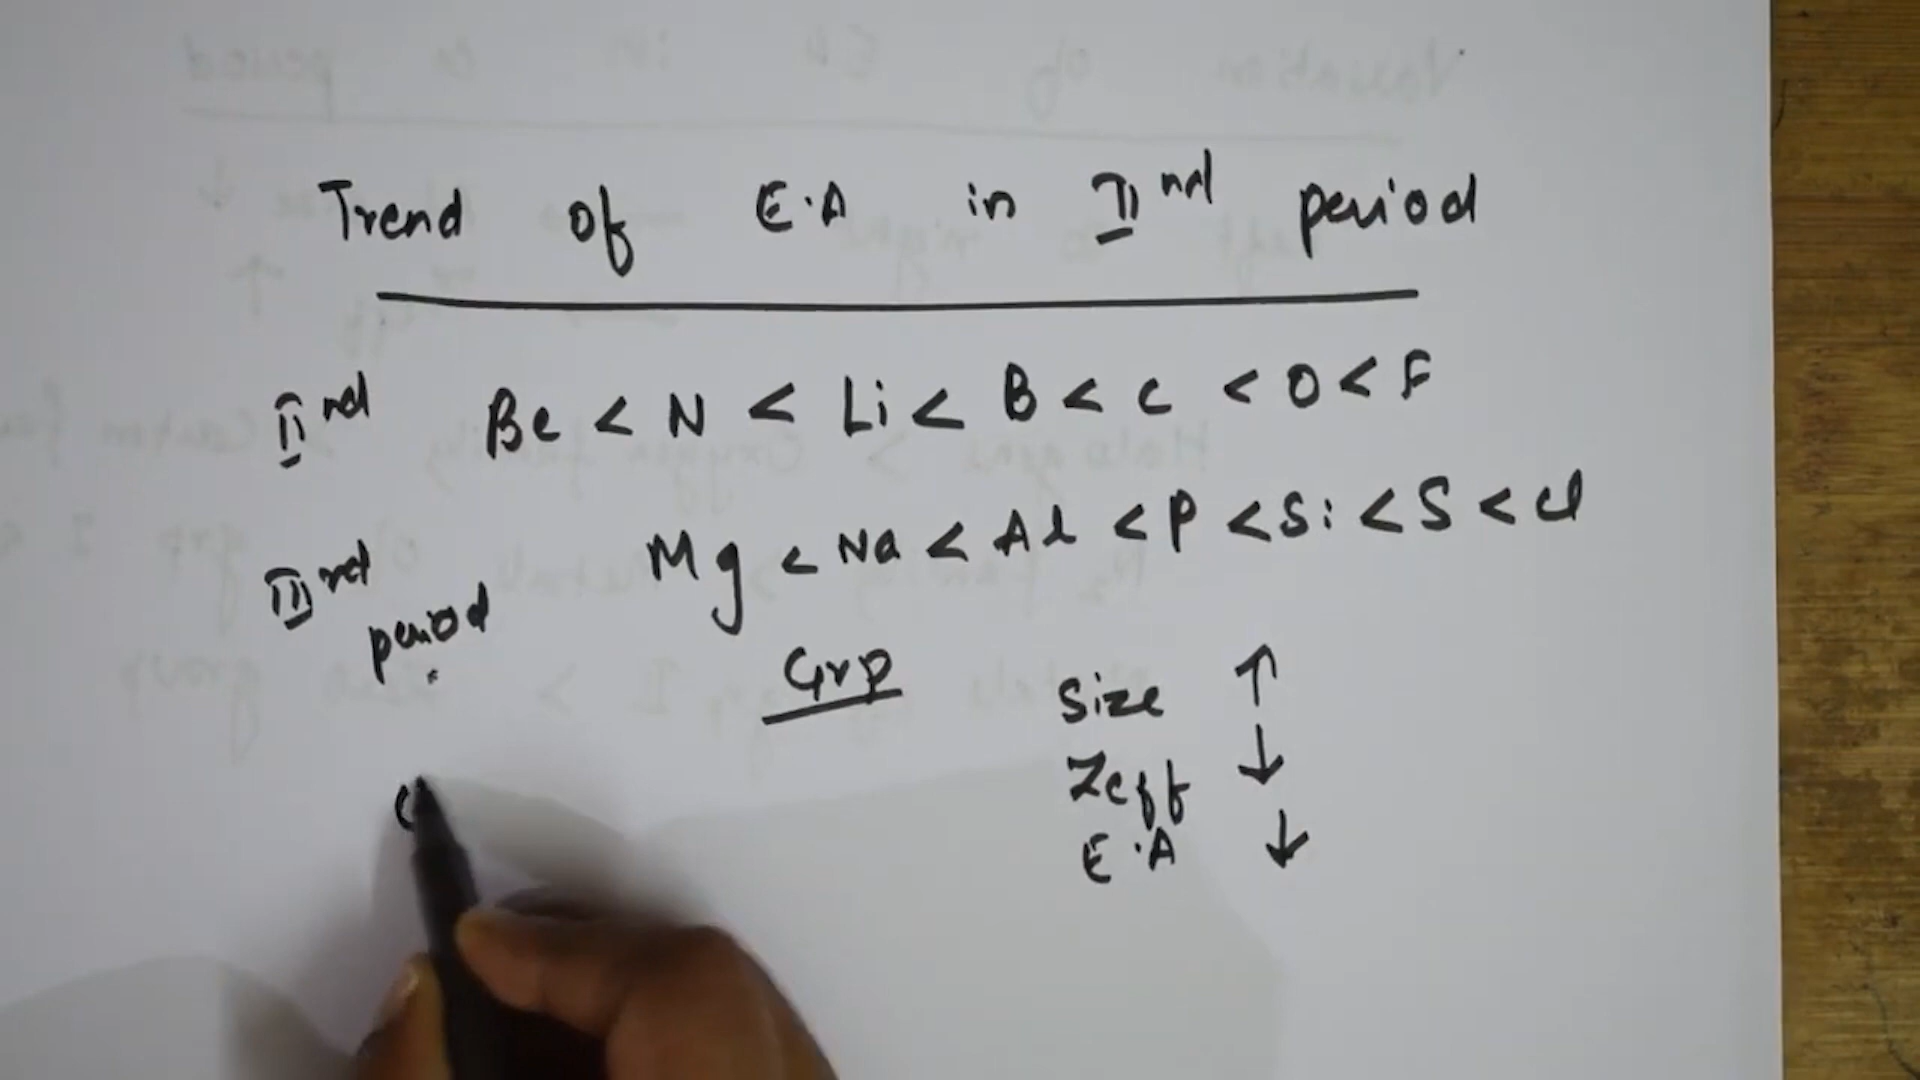 Trend of E.A in IInd period
IInd Be < N < Li < B < C < O < F
IIIrd period Mg < Na < Al < P < Si < S < Cl
Grp
Size ↑
Zeff ↓
E.A ↓